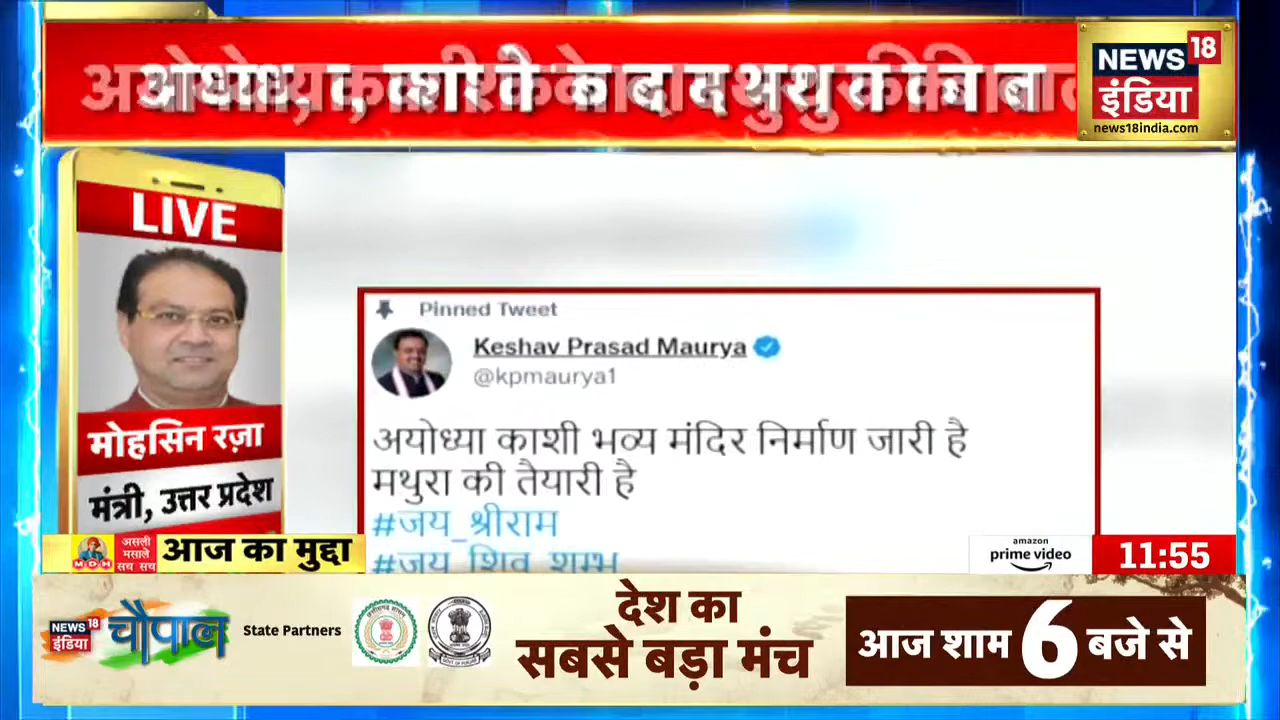 NEWS 18
इंडिया
news18india.com
LIVE
मोहसिन रज़ा
मंत्री, उत्तर प्रदेश
Pinned Tweet
Keshav Prasad Maurya
@kpmaurya1
अयोध्या काशी भव्य मंदिर निर्माण जारी है
मथुरा की तैयारी है
#जय_श्रीराम
#जय_शिव_शम्भ
MDH
असली
मसाले
सच सच
आज का मुद्दा
amazon
prime video
11:55
NEWS 18
इंडिया
चौपाल
State Partners
देश का
सबसे बड़ा मंच
आज शाम 6 बजे से